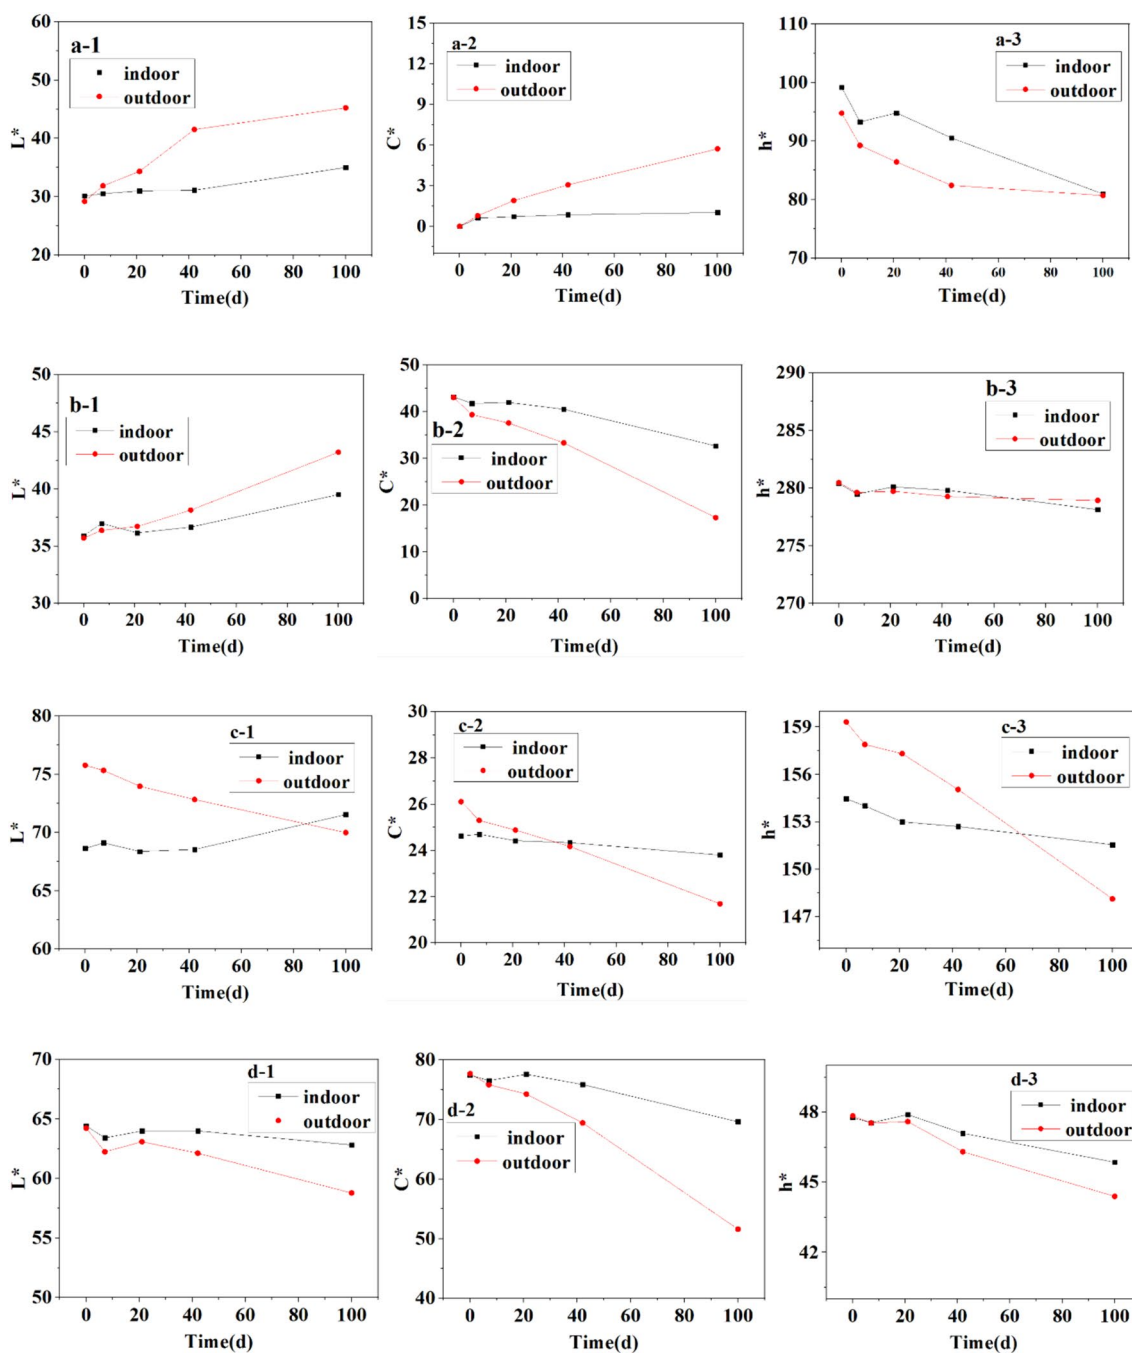 a-1
indoor
outdoor
L*
60
50
40
30
20
0
20
40
60
80
100
Time(d)
a-2
indoor
outdoor
C*
15
12
9
6
3
0
0
20
40
60
80
100
Time(d)
a-3
indoor
outdoor
h*
110
100
90
80
70
0
20
40
60
80
100
Time(d)
b-1
indoor
outdoor
L*
50
45
40
35
30
0
20
40
60
80
100
Time(d)
b-2
indoor
outdoor
C*
50
40
30
20
10
0
0
20
40
60
80
100
Time(d)
b-3
indoor
outdoor
h*
290
285
280
275
270
0
20
40
60
80
100
Time(d)
c-1
indoor
outdoor
L*
80
75
70
65
60
0
20
40
60
80
100
Time(d)
c-2
indoor
outdoor
C*
30
28
26
24
22
20
0
20
40
60
80
100
Time(d)
c-3
indoor
outdoor
h*
159
156
153
150
147
0
20
40
60
80
100
Time(d)
d-1
indoor
outdoor
L*
70
65
60
55
50
0
20
40
60
80
100
Time(d)
d-2
indoor
outdoor
C*
80
70
60
50
40
0
20
40
60
80
100
Time(d)
d-3
indoor
outdoor
h*
48
45
42
0
20
40
60
80
100
Time(d)